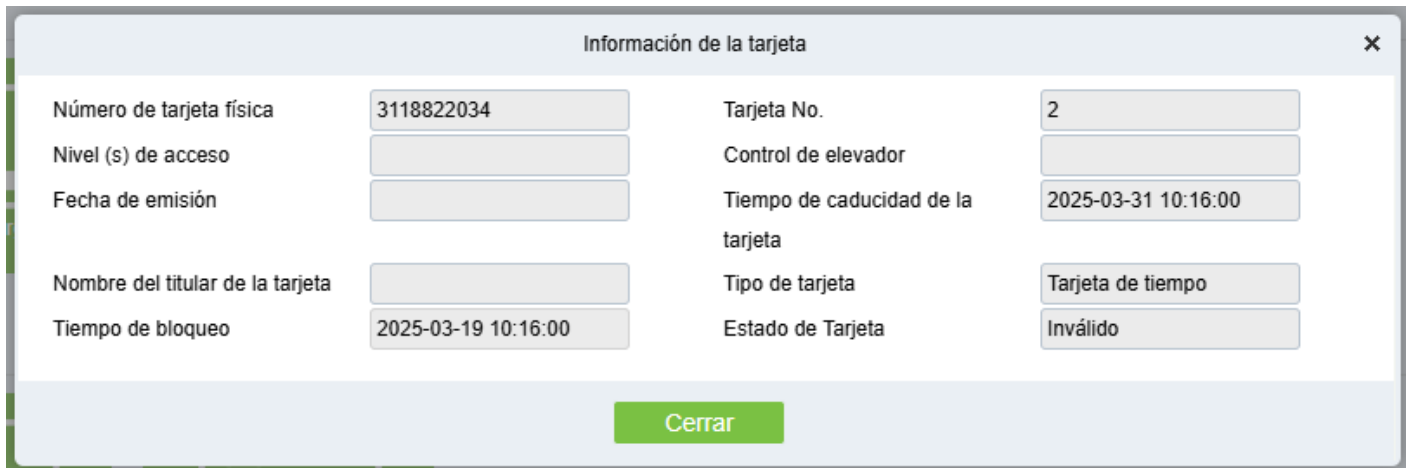 Información de la tarjeta ×
Número de tarjeta física 3118822034 Tarjeta No. 2
Nivel (s) de acceso Control de elevador
Fecha de emisión Tiempo de caducidad de la 2025-03-31 10:16:00
tarjeta
Nombre del titular de la tarjeta Tipo de tarjeta Tarjeta de tiempo
Tiempo de bloqueo 2025-03-19 10:16:00 Estado de Tarjeta Inválido
Cerrar